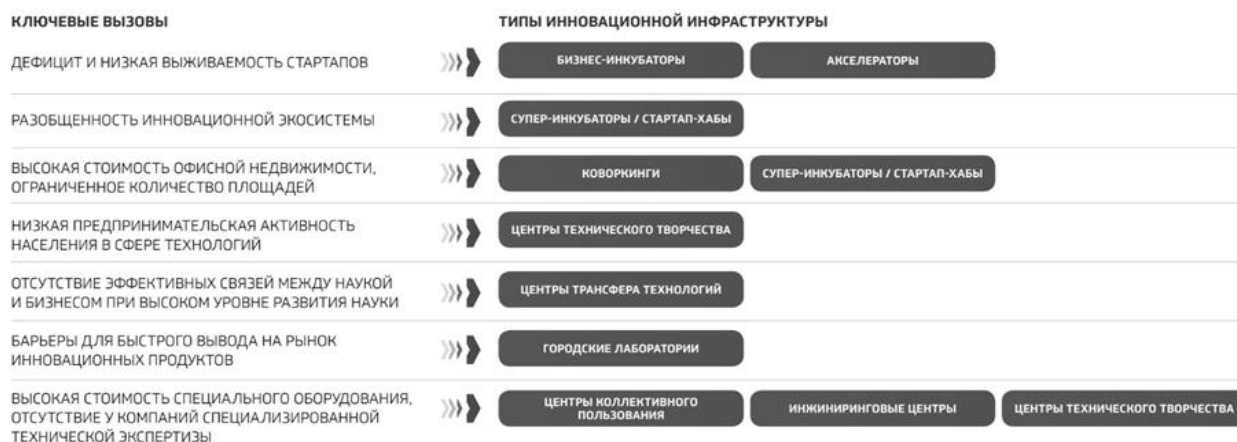 КЛЮЧЕВЫЕ ВЫЗОВЫ
ТИПЫ ИННОВАЦИОННОЙ ИНФРАСТРУКТУРЫ
ДЕФИЦИТ И НИЗКАЯ ВЫЖИВАЕМОСТЬ СТАРТАПОВ
БИЗНЕС-ИНКУБАТОРЫ
АКСЕЛЕРАТОРЫ
РАЗОБЩЕННОСТЬ ИННОВАЦИОННОЙ ЭКОСИСТЕМЫ
СУПЕР-ИНКУБАТОРЫ / СТАРТАП-ХАБЫ
ВЫСОКАЯ СТОИМОСТЬ ОФИСНОЙ НЕДВИЖИМОСТИ,
ОГРАНИЧЕННОЕ КОЛИЧЕСТВО ПЛОЩАДЕЙ
КОВОРКИНГИ
СУПЕР-ИНКУБАТОРЫ / СТАРТАП-ХАБЫ
НИЗКАЯ ПРЕДПРИНИМАТЕЛЬСКАЯ АКТИВНОСТЬ
НАСЕЛЕНИЯ В СФЕРЕ ТЕХНОЛОГИЙ
ЦЕНТРЫ ТЕХНИЧЕСКОГО ТВОРЧЕСТВА
ОТСУТСТВИЕ ЭФФЕКТИВНЫХ СВЯЗЕЙ МЕЖДУ НАУКОЙ
И БИЗНЕСОМ ПРИ ВЫСОКОМ УРОВНЕ РАЗВИТИЯ НАУКИ
ЦЕНТРЫ ТРАНСФЕРА ТЕХНОЛОГИЙ
БАРЬЕРЫ ДЛЯ БЫСТРОГО ВЫВОДА НА РЫНОК
ИННОВАЦИОННЫХ ПРОДУКТОВ
ГОРОДСКИЕ ЛАБОРАТОРИИ
ВЫСОКАЯ СТОИМОСТЬ СПЕЦИАЛЬНОГО ОБОРУДОВАНИЯ,
ОТСУТСТВИЕ У КОМПАНИЙ СПЕЦИАЛИЗИРОВАННОЙ
ТЕХНИЧЕСКОЙ ЭКСПЕРТИЗЫ
ЦЕНТРЫ КОЛЛЕКТИВНОГО
ПОЛЬЗОВАНИЯ
ИНЖИНИРИНГОВЫЕ ЦЕНТРЫ
ЦЕНТРЫ ТЕХНИЧЕСКОГО ТВОРЧЕСТВА